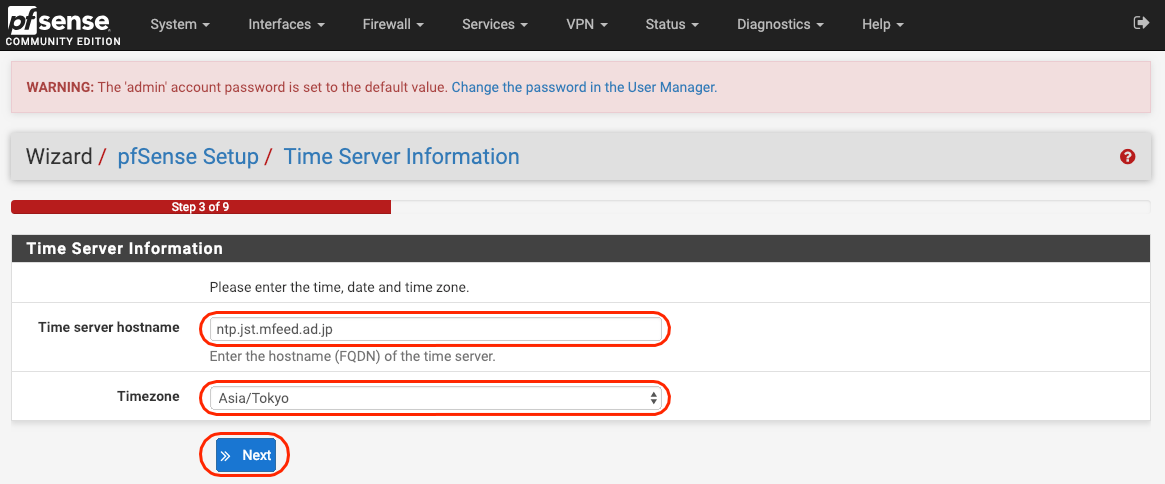 pfsense
COMMUNITY EDITION
System Interfaces Firewall Services VPN Status Diagnostics Help
WARNING: The 'admin' account password is set to the default value. Change the password in the User Manager.
Wizard / pfSense Setup / Time Server Information
Step 3 of 9
Time Server Information
Please enter the time, date and time zone.
Time server hostname ntp.jst.mfeed.ad.jp
Enter the hostname (FQDN) of the time server.
Timezone Asia/Tokyo
» Next